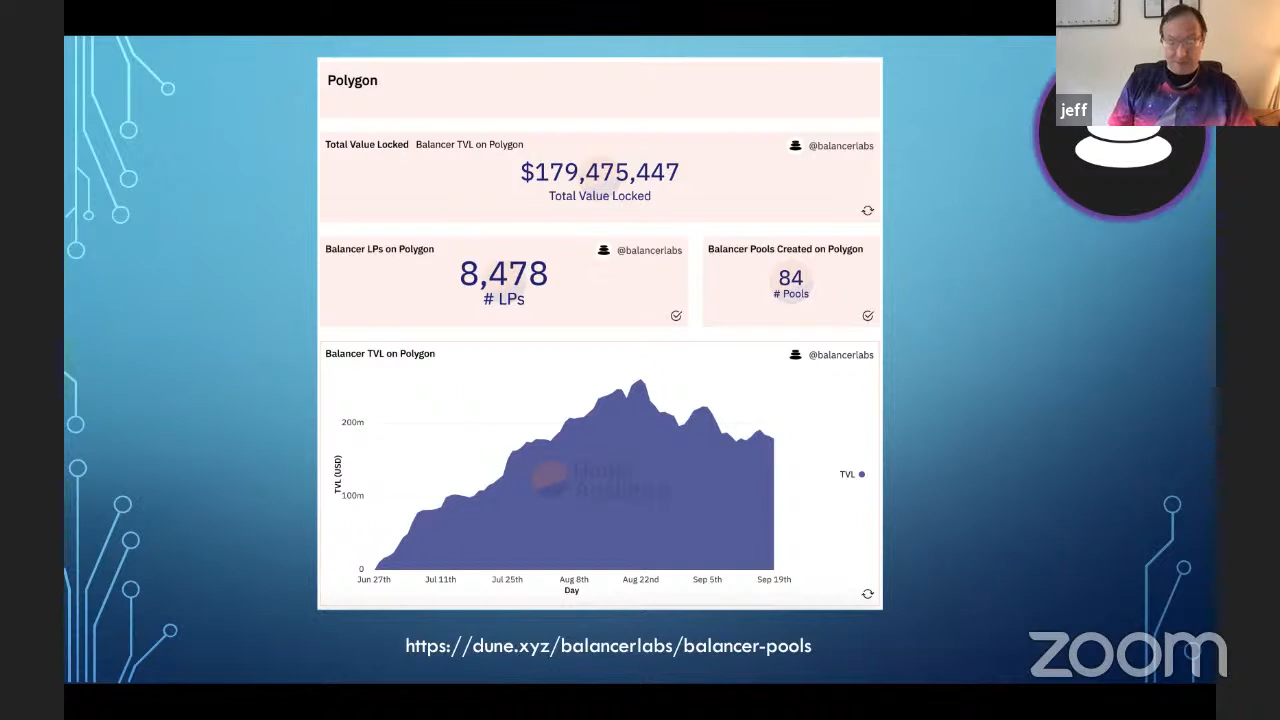 jeff
Polygon
Total Value Locked Balancer TVL on Polygon
@balancerlabs
$179,475,447
Total Value Locked
Balancer LPs on Polygon
@balancerlabs
8,478
# LPs
Balancer Pools Created on Polygon
84
# Pools
Balancer TVL on Polygon
@balancerlabs
200m
100m
0
TVL (USD)
TVL
Jun 27th Jul 11th Jul 25th Aug 8th Aug 22nd Sep 5th Sep 19th
Day
https://dune.xyz/balancerlabs/balancer-pools
zoom